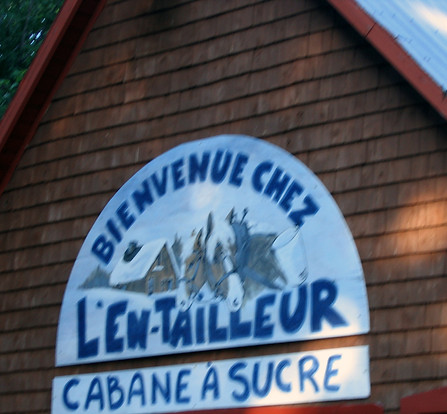 BIENVENUE CHEZ
L'EN-TAILLEUR
CABANE À SUCRE